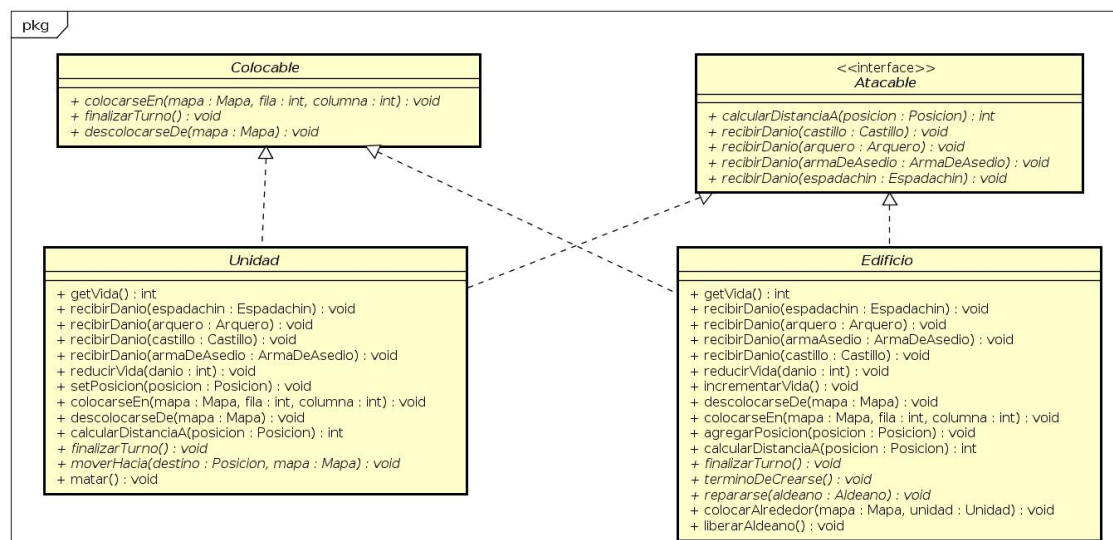 pkg
Colocable
+ colocarseEn(mapa : Mapa, fila : int, columna : int) : void
+ finalizarTurno() : void
+ descolocarseDe(mapa : Mapa) : void
<<interface>>
Atacable
+ calcularDistanciaA(posicion : Posicion) : int
+ recibirDanio(castillo : Castillo) : void
+ recibirDanio(arquero : Arquero) : void
+ recibirDanio(armaDeAsedio : ArmaDeAsedio) : void
+ recibirDanio(espadachin : Espadachin) : void
Unidad
+ getVida() : int
+ recibirDanio(espadachin : Espadachin) : void
+ recibirDanio(arquero : Arquero) : void
+ recibirDanio(castillo : Castillo) : void
+ recibirDanio(armaDeAsedio : ArmaDeAsedio) : void
+ reducirVida(danio : int) : void
+ setPosicion(posicion : Posicion) : void
+ colocarseEn(mapa : Mapa, fila : int, columna : int) : void
+ descolocarseDe(mapa : Mapa) : void
+ calcularDistanciaA(posicion : Posicion) : int
+ finalizarTurno() : void
+ moverHacia(destino : Posicion, mapa : Mapa) : void
+ matar() : void
Edificio
+ getVida() : int
+ recibirDanio(espadachin : Espadachin) : void
+ recibirDanio(arquero : Arquero) : void
+ recibirDanio(armaAsedio : ArmaDeAsedio) : void
+ recibirDanio(castillo : Castillo) : void
+ reducirVida(danio : int) : void
+ incrementarVida() : void
+ descolocarseDe(mapa : Mapa) : void
+ colocarseEn(mapa : Mapa, fila : int, columna : int) : void
+ agregarPosicion(posicion : Posicion) : void
+ calcularDistanciaA(posicion : Posicion) : int
+ finalizarTurno() : void
+ terminoDeCrearse() : void
+ repararse(aldeano : Aldeano) : void
+ colocarAlrededor(mapa : Mapa, unidad : Unidad) : void
+ liberarAldeano() : void